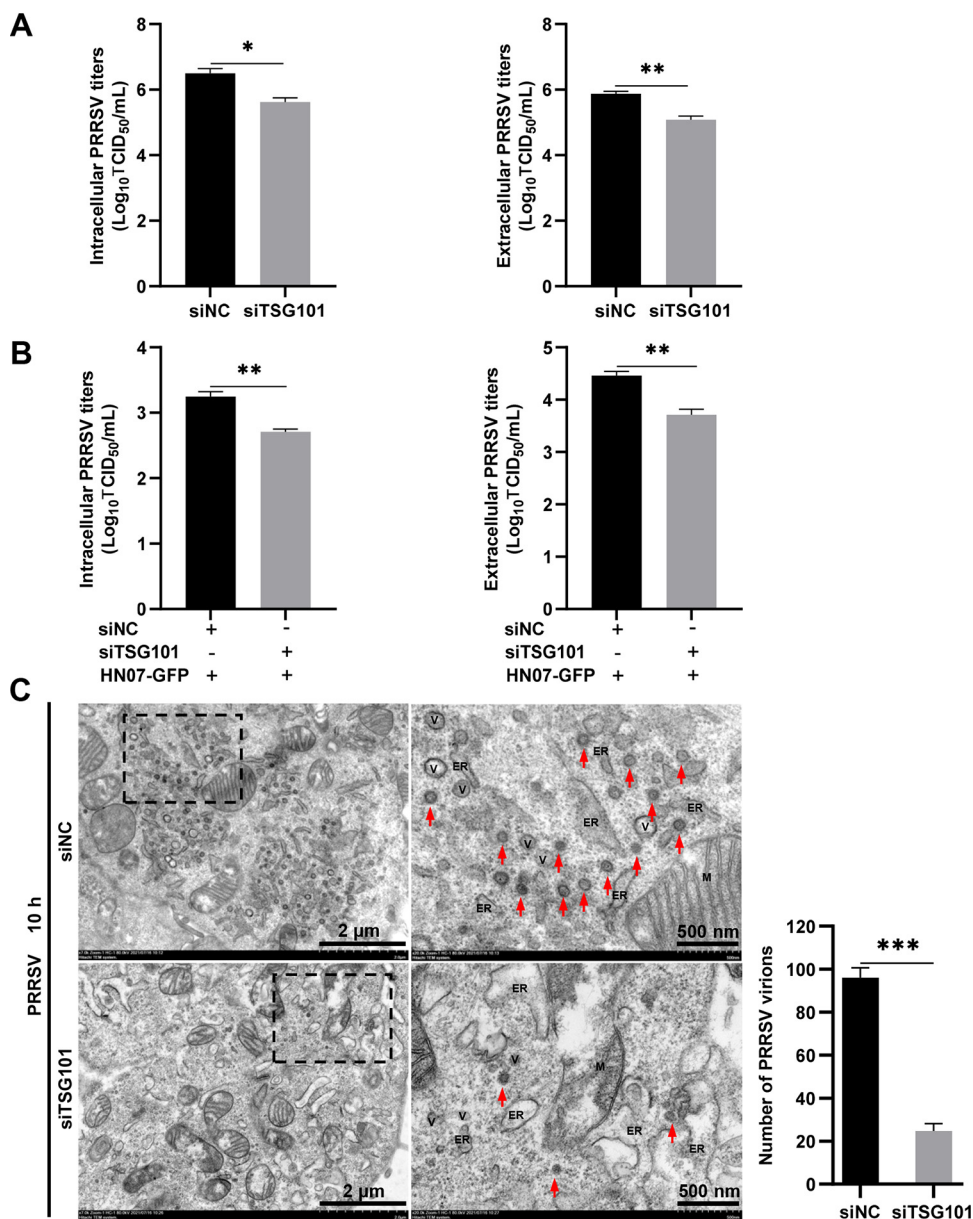 A
Intracellular PRRSV titers
(Log10TCID50/mL)
8
6
4
2
0
*
siNC siTSG101
Extracellular PRRSV titers
(Log10TCID50/mL)
8
6
4
2
0
**
siNC siTSG101
B
Intracellular PRRSV titers
(Log10TCID50/mL)
4
3
2
1
0
**
siNC + -
siTSG101 - +
HN07-GFP + +
Extracellular PRRSV titers
(Log10TCID50/mL)
5
4
3
2
1
0
**
siNC + -
siTSG101 - +
HN07-GFP + +
C
PRRSV 10 h
siNC
2 µm
V
ER
V
ER
V
ER
ER
V
V
V
ER
ER
M
500 nm
siTSG101
2 µm
ER
V
M
V
V
ER
ER
ER
ER
500 nm
Number of PRRSV virions
120
100
80
60
40
20
0
***
siNC siTSG101